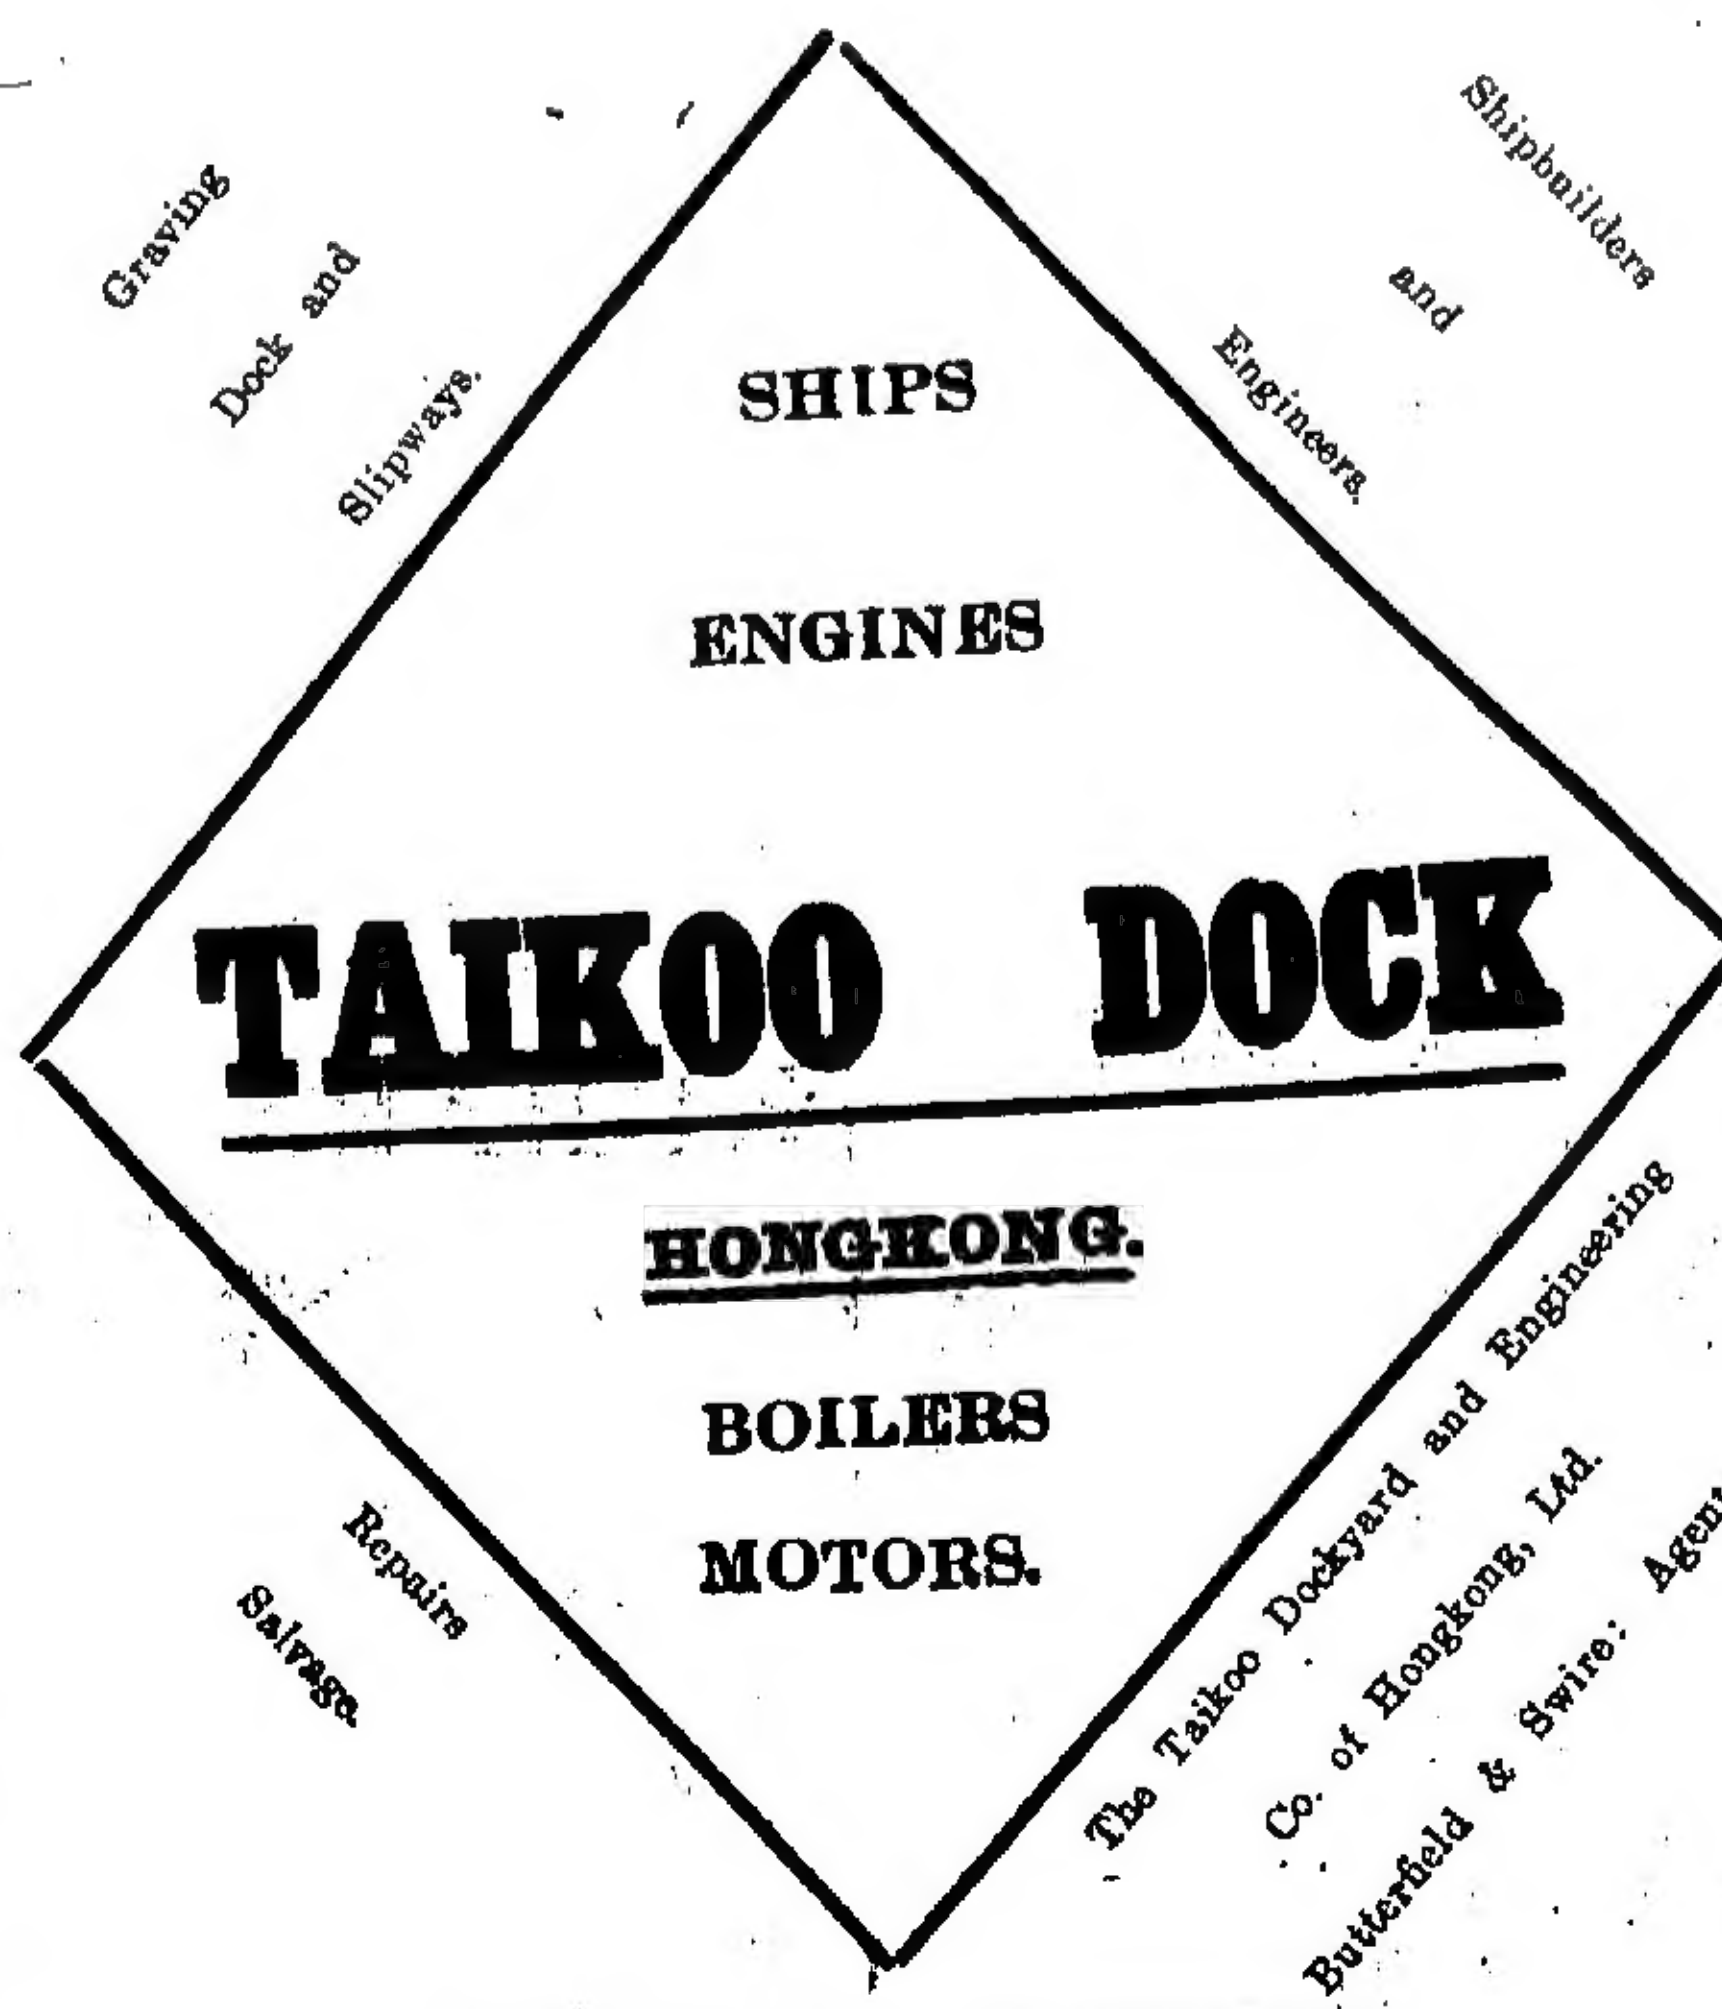 Graving
Dock and
Slipways.
Shipbuilders
and
Engineers.
SHIPS
ENGINES
TAIKOO DOCK
HONGKONG.
BOILERS
MOTORS.
Repairs
Salvage.
The Taikoo Dockyard and Engineering
Co. of Hongkong, Ltd.
Butterfield & Swire: